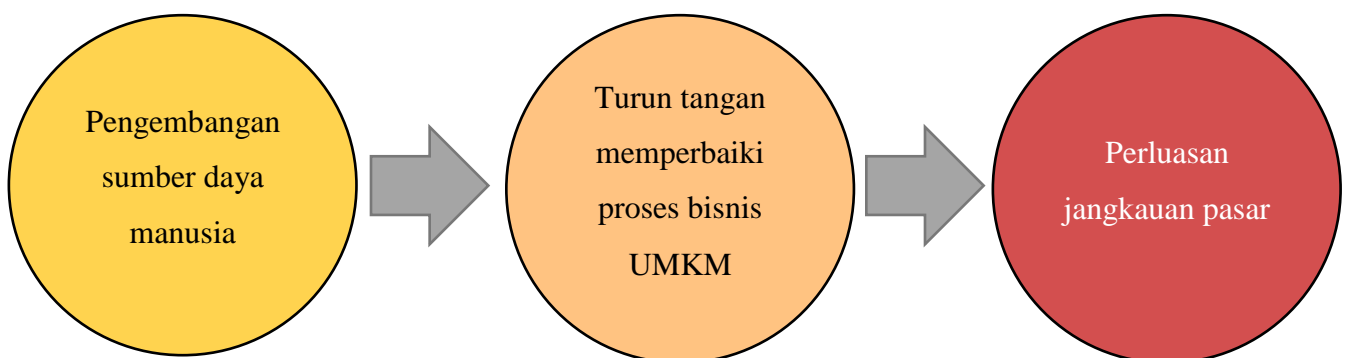 Pengembangan
sumber daya
manusia
Turun tangan
memperbaiki
proses bisnis
UMKM
Perluasan
jangkauan pasar